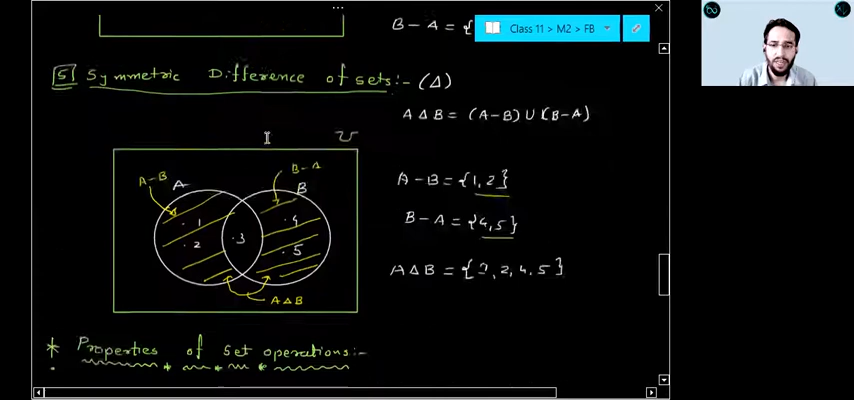 B - A = {
Class 11 > M2 > FB
5 Symmetric Difference of sets :- (Δ)
A Δ B = (A-B) U (B-A)
U
A-B
A
B-A
B
.1
.2
.3
.4
.5
A Δ B
A-B = {1,2}
B-A = {4,5}
A Δ B = {1, 2, 4, 5}
* Properties of Set operations :-